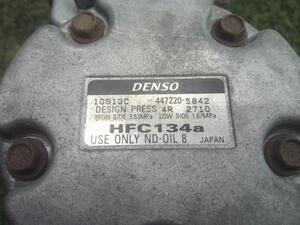 DENSO
10S13C 447220-5842
DESIGN PRESS 4R 2710
HIGH SIDE 3.53MPa LOW SIDE 1.67MPa
HFC134a
USE ONLY ND-OIL 8 JAPAN.